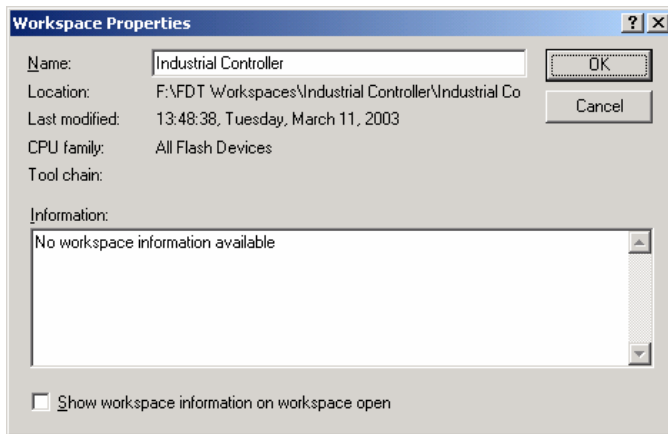 Workspace Properties
Name: Industrial Controller
OK
Location: F:\FDT Workspaces\Industrial Controller\Industrial Co
Last modified: 13:48:38, Tuesday, March 11, 2003
Cancel
CPU family: All Flash Devices
Tool chain:
Information:
No workspace information available
Show workspace information on workspace open